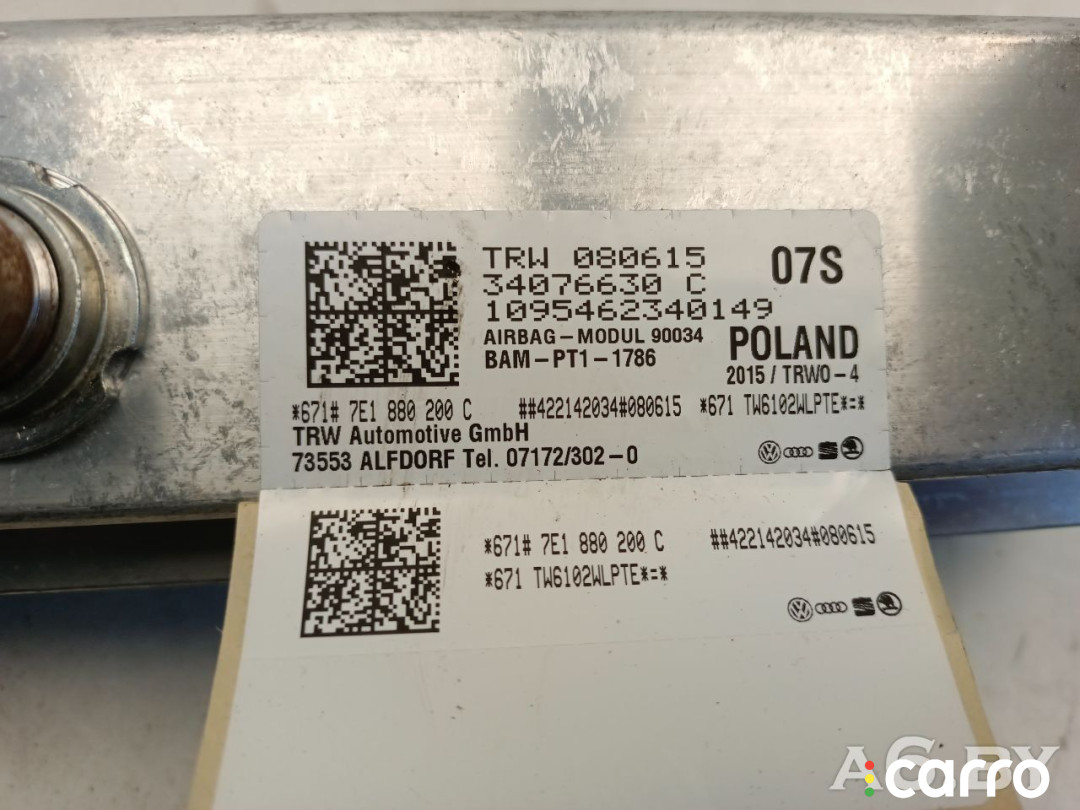 TRW 080615
34076630 C
1095462340149
07S
AIRBAG-MODUL 90034
BAM-PT1-1786
POLAND
2015 / TRWO-4
*671# 7E1 880 200 C ##422142034#080615 *671 TW6102WLPTE*=*
TRW Automotive GmbH
73553 ALFDORF Tel. 07172/302-0
*671# 7E1 880 200 C ##422142034#080615
*671 TW6102WLPTE*=*
AG.BY
carro